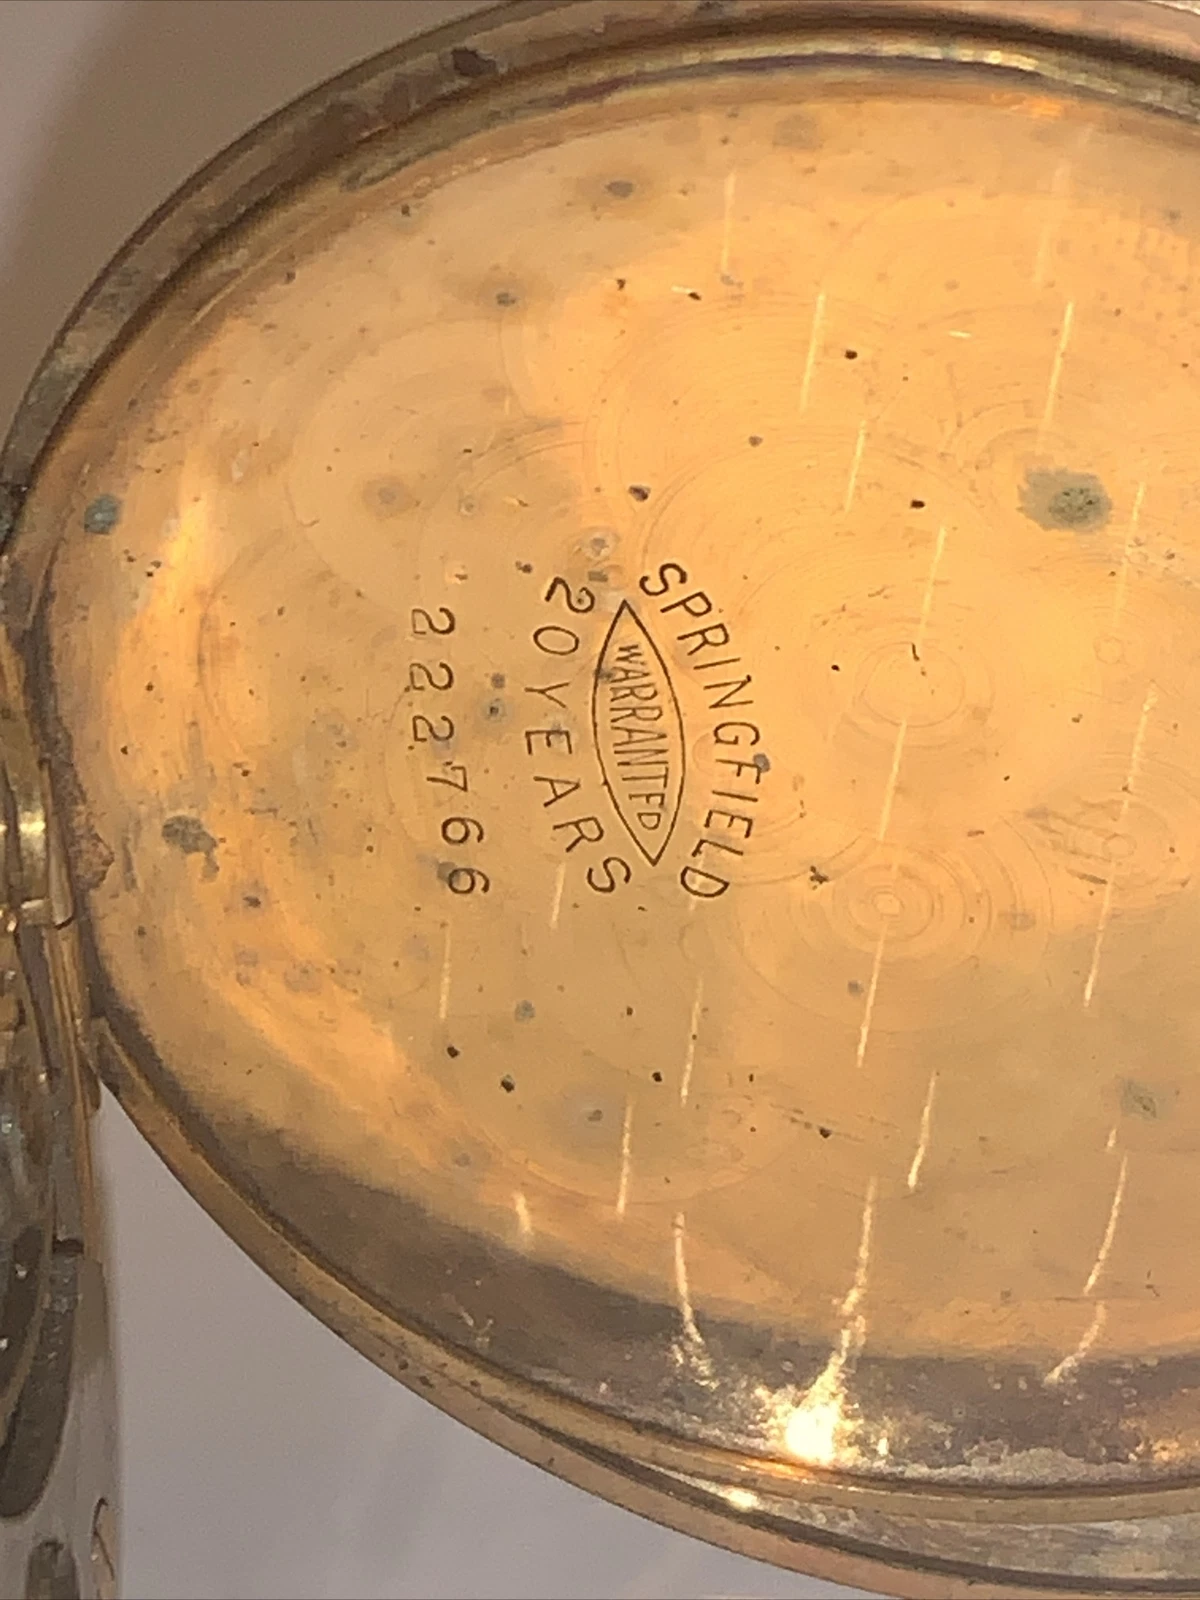 SPRINGFIELD
WARRANTED
20 YEARS
222766